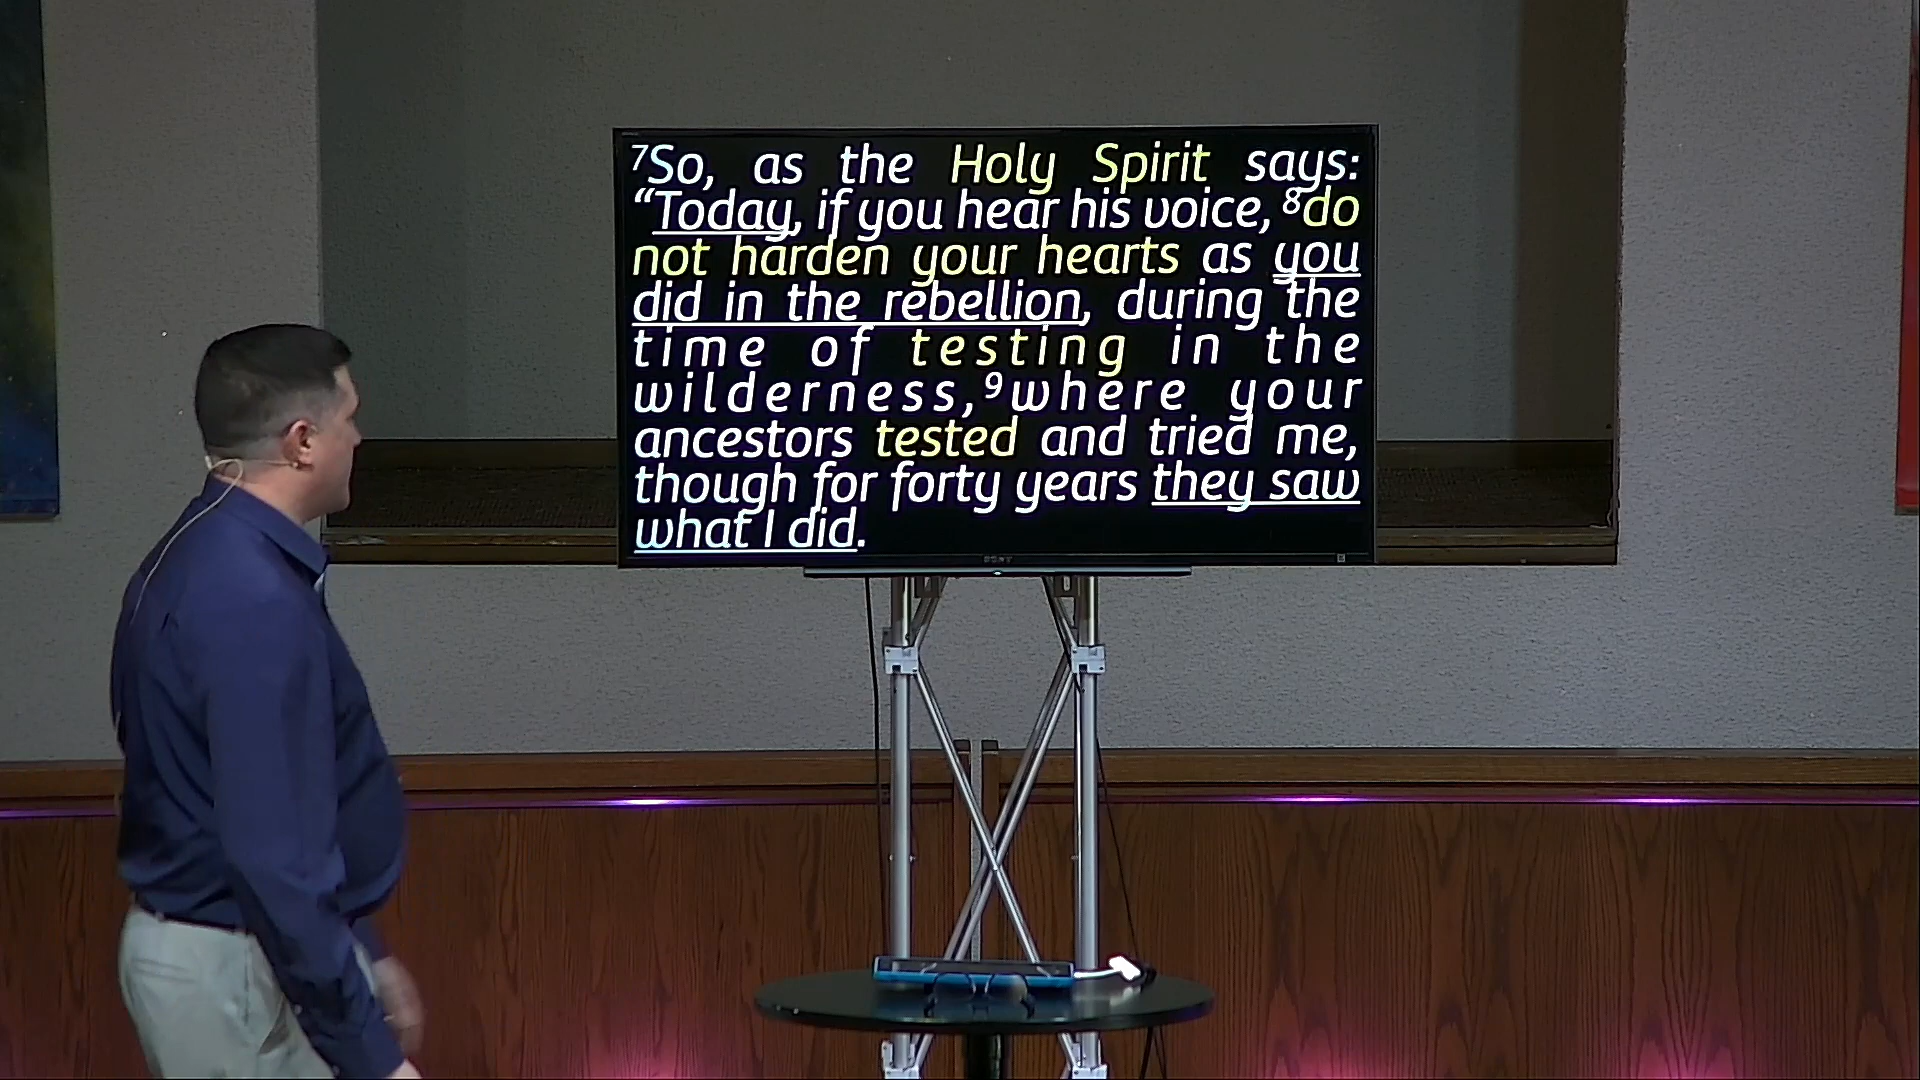 ⁷So, as the Holy Spirit says:
“Today, if you hear his voice, ⁸do
not harden your hearts as you
did in the rebellion, during the
time of testing in the
wilderness, ⁹where your
ancestors tested and tried me,
though for forty years they saw
what I did.
SONY